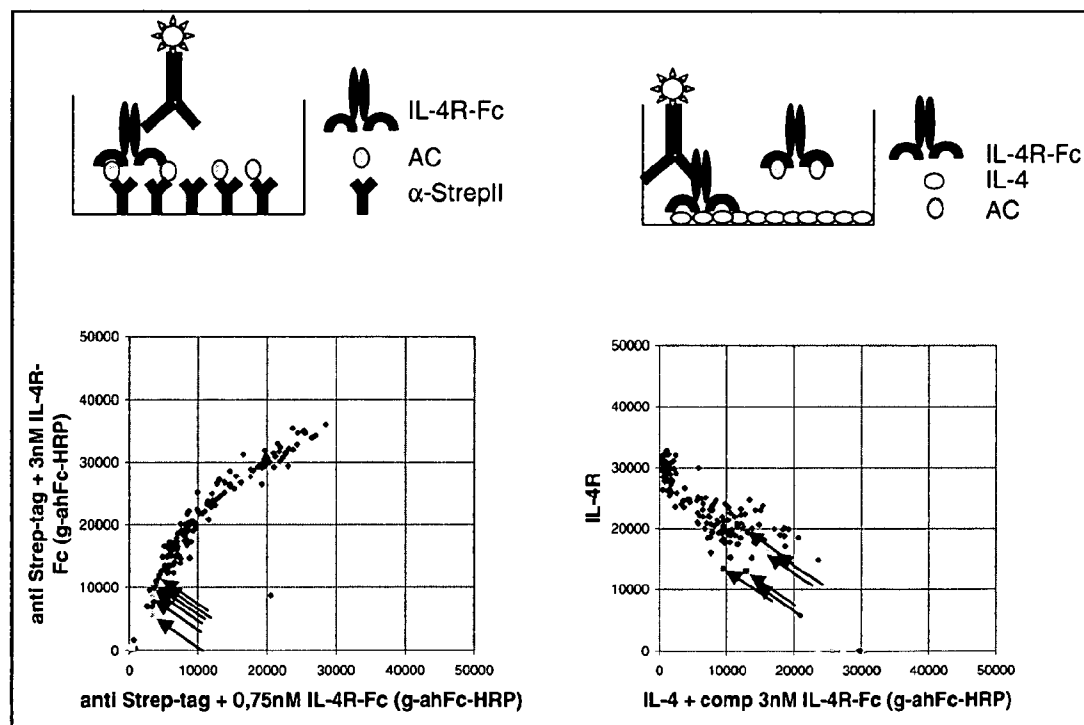 IL-4R-Fc
AC
α-StrepII
IL-4R-Fc
IL-4
AC
anti Strep-tag + 3nM IL-4R-
Fc (g-ahFc-HRP)
50000
40000
30000
20000
10000
0
0 10000 20000 30000 40000 50000
anti Strep-tag + 0,75nM IL-4R-Fc (g-ahFc-HRP)
IL-4R
50000
40000
30000
20000
10000
0
0 10000 20000 30000 40000 50000
IL-4 + comp 3nM IL-4R-Fc (g-ahFc-HRP)